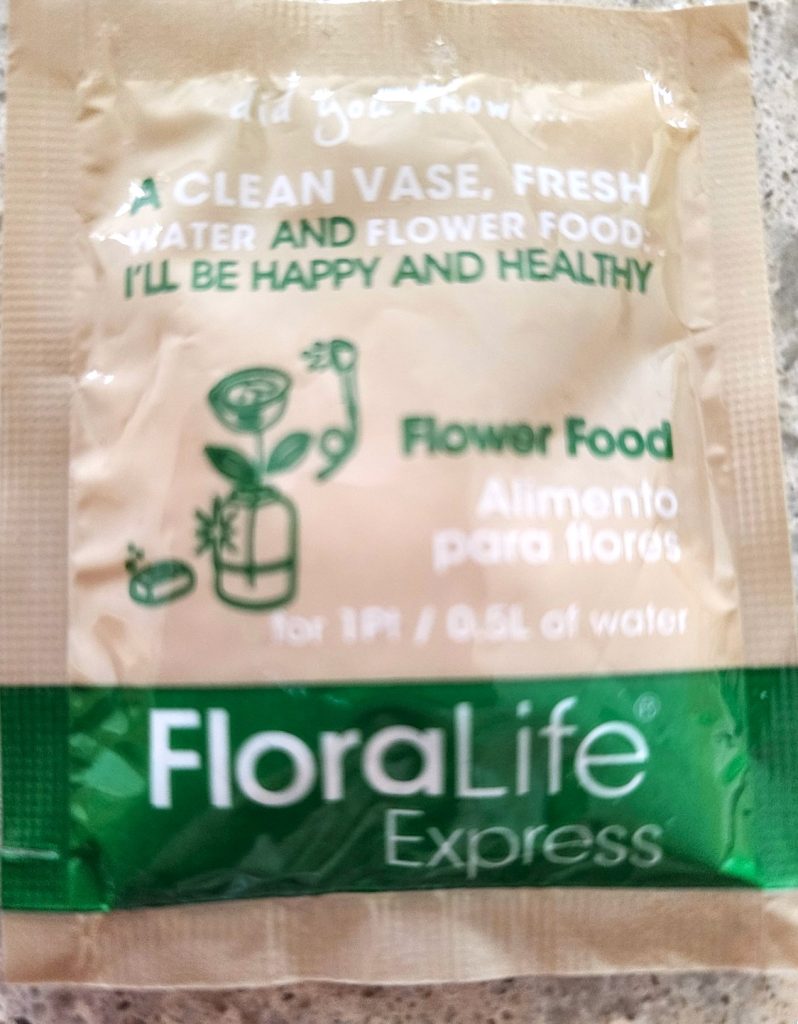 did you know ...
A CLEAN VASE, FRESH
WATER AND FLOWER FOOD:
I'LL BE HAPPY AND HEALTHY
Flower Food
Alimento
para flores
for 1Pt / 0.5L of water
FloraLife®
Express